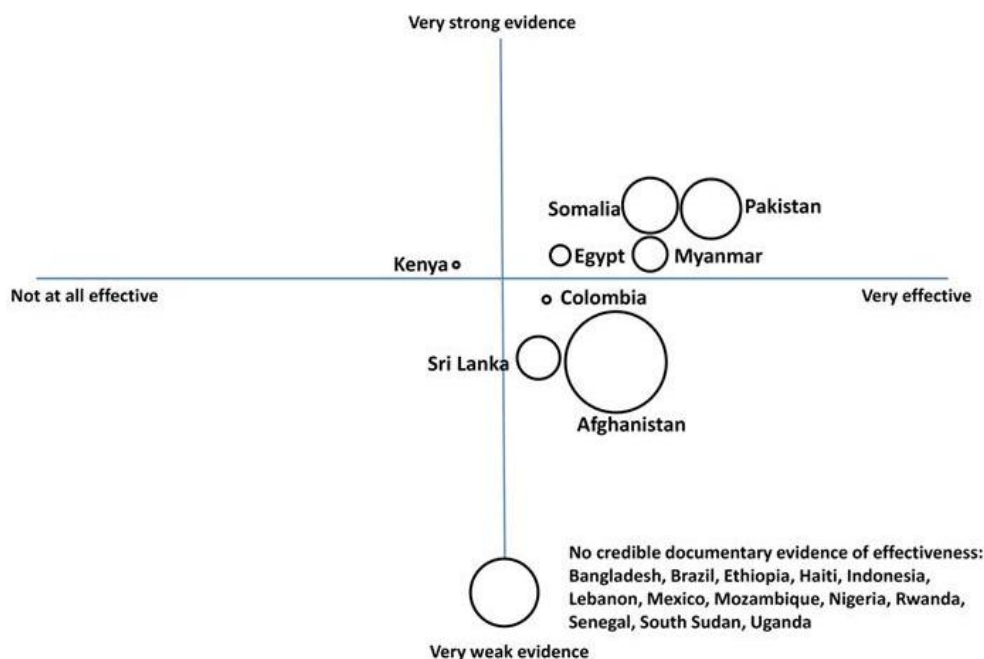 Very strong evidence
Somalia
Pakistan
Egypt
Myanmar
Kenya
Not at all effective
Very effective
Colombia
Sri Lanka
Afghanistan
No credible documentary evidence of effectiveness:
Bangladesh, Brazil, Ethiopia, Haiti, Indonesia,
Lebanon, Mexico, Mozambique, Nigeria, Rwanda,
Senegal, South Sudan, Uganda
Very weak evidence